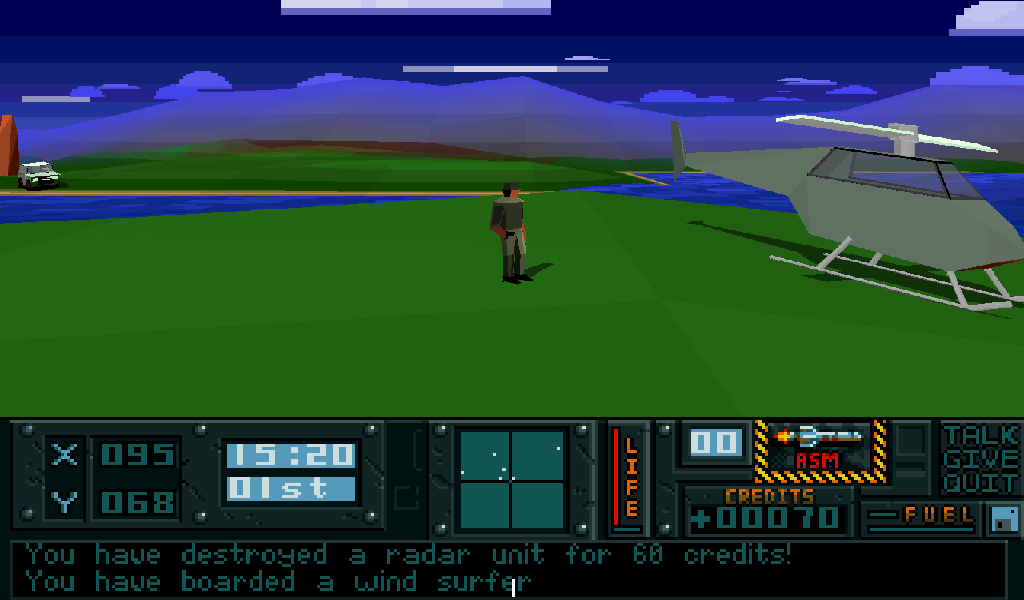 X 095
Y 068
15:20
01st
LIFE
00
ASM
CREDITS
+00070
TALK
GIVE
QUIT
FUEL
You have destroyed a radar unit for 60 credits!
You have boarded a wind surfer